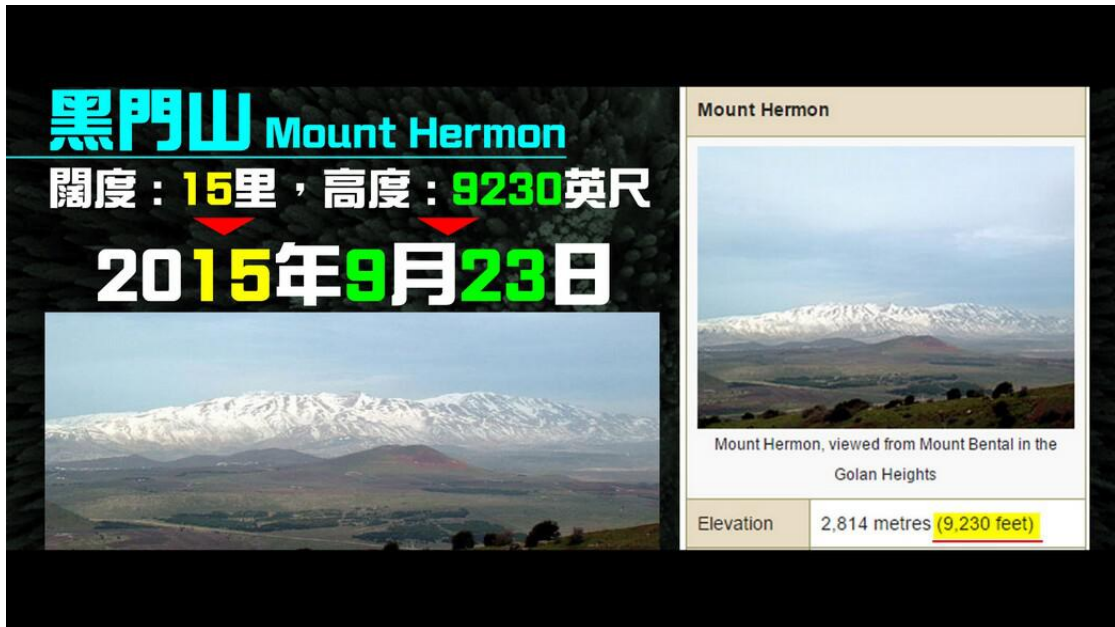 黑門山 Mount Hermon
闊度：15里，高度：9230英尺
2015年9月23日
Mount Hermon
Mount Hermon, viewed from Mount Bental in the
Golan Heights
Elevation 2,814 metres (9,230 feet)